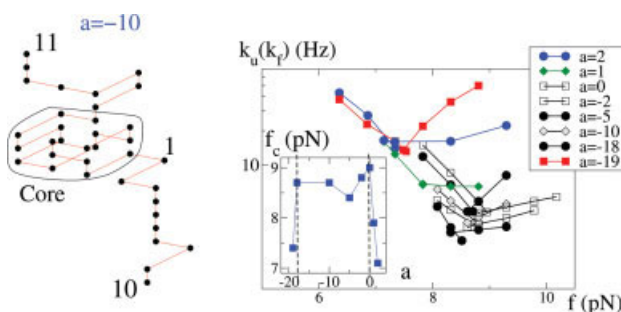 a=-10
11
1
Core
10
k_u(k_f) (Hz)
10
a=2
a=1
a=0
a=-2
a=-5
a=-10
a=-18
a=-19
f_c (pN)
9
8
7
-20
-10
0
a
6
8
10
f (pN)